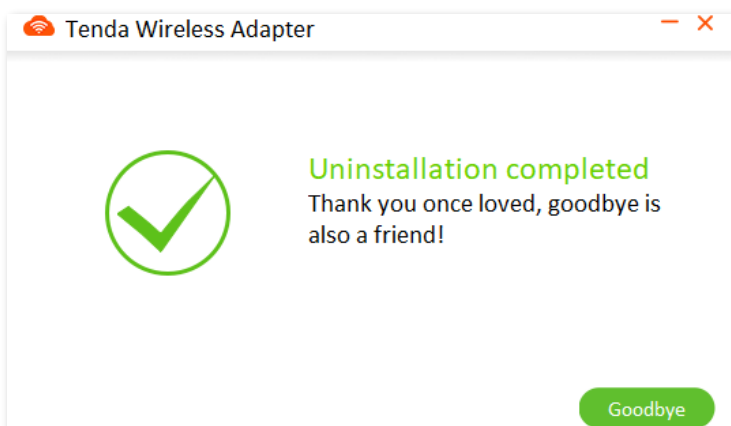 Tenda Wireless Adapter
Uninstallation completed
Thank you once loved, goodbye is
also a friend!
Goodbye